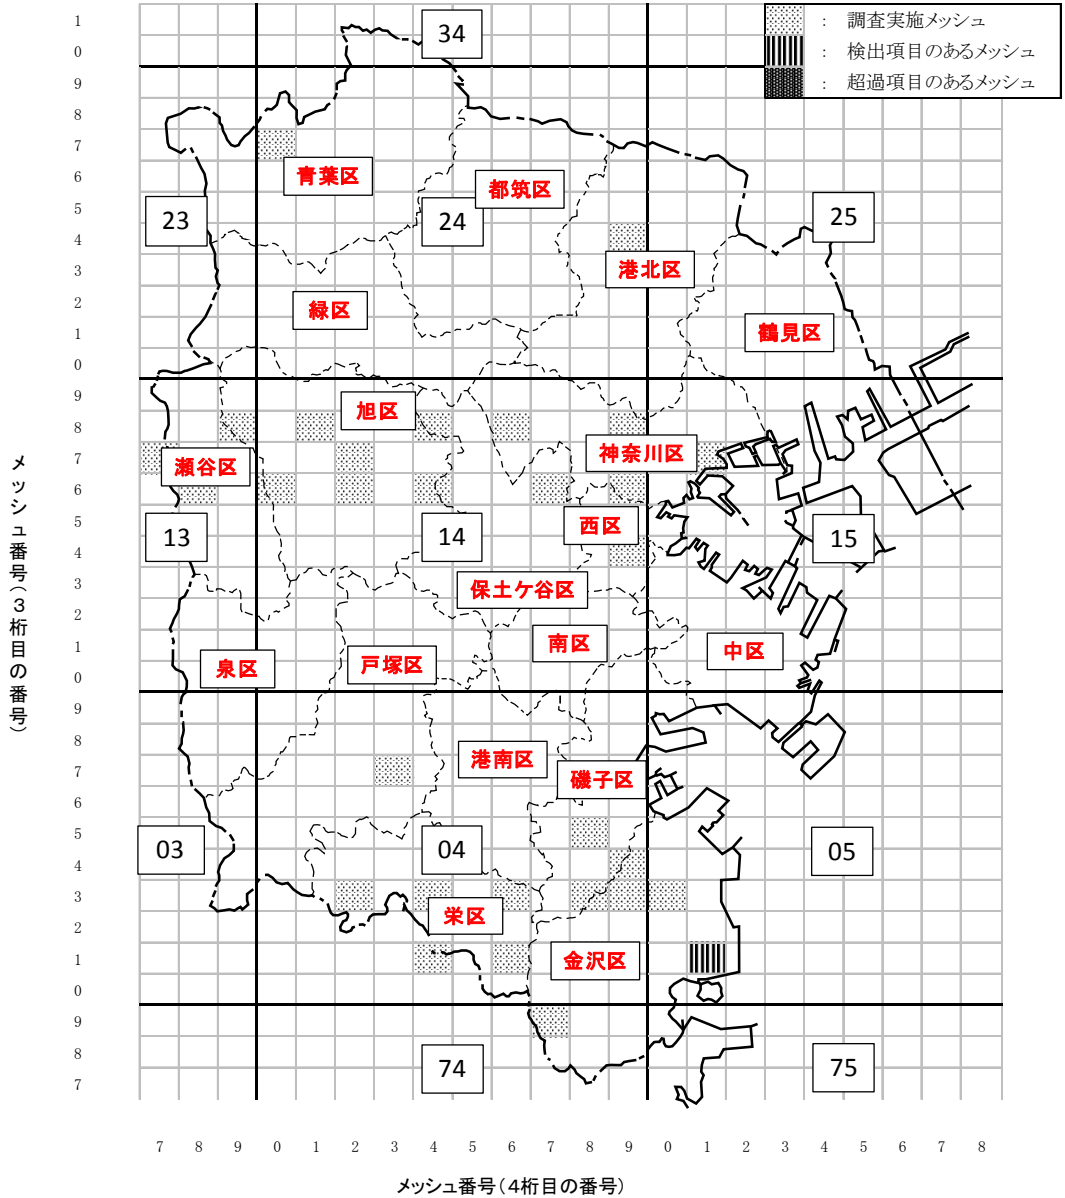 ： 調査実施メッシュ
： 検出項目のあるメッシュ
： 超過項目のあるメッシュ
1
34
0
9
8
7
6
青葉区
都筑区
5
23
24
25
4
3
港北区
2
緑区
1
鶴見区
0
9
旭区
8
7
瀬谷区
神奈川区
6
5
13
14
西区
15
4
3
保土ケ谷区
2
南区
1
泉区
戸塚区
中区
0
9
8
港南区
7
磯子区
6
5
03
04
05
4
3
栄区
2
1
金沢区
0
9
8
74
75
7
メッシュ番号（３桁目の番号）
7 8 9 0 1 2 3 4 5 6 7 8 9 0 1 2 3 4 5 6 7 8
メッシュ番号（４桁目の番号）